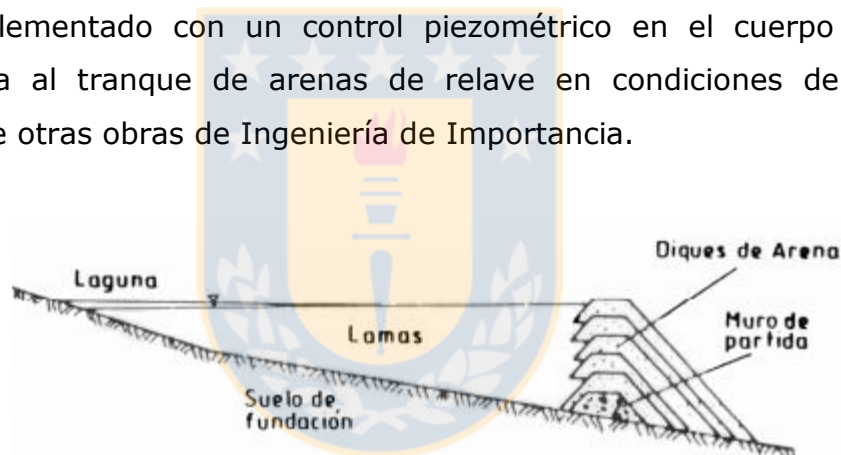 lementado con un control piezométrico en el cuerpo
a al tranque de arenas de relave en condiciones de
e otras obras de Ingeniería de Importancia.
Diques de Arena
Laguna
Muro de
partida
Lamas
Suelo de
fundación